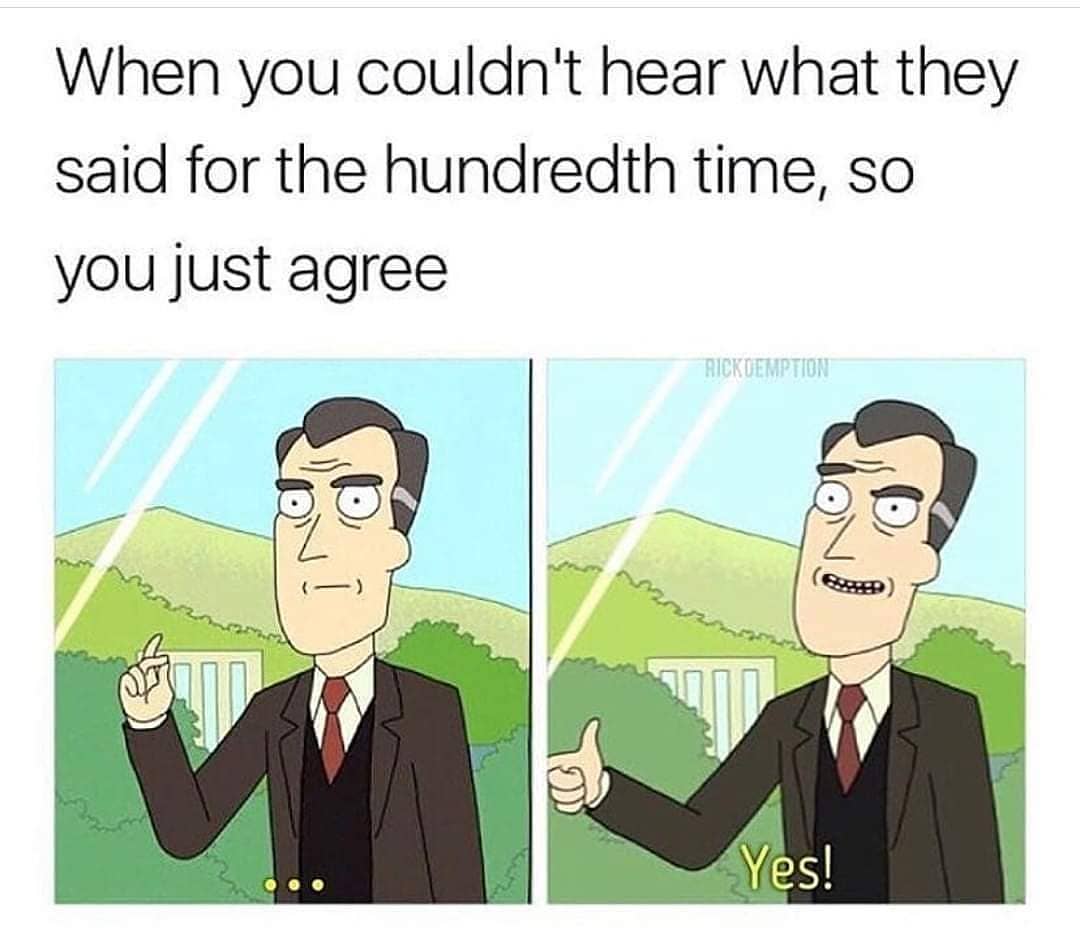 When you couldn't hear what they
said for the hundredth time, so
you just agree
RICKDEMPTION
...
Yes!